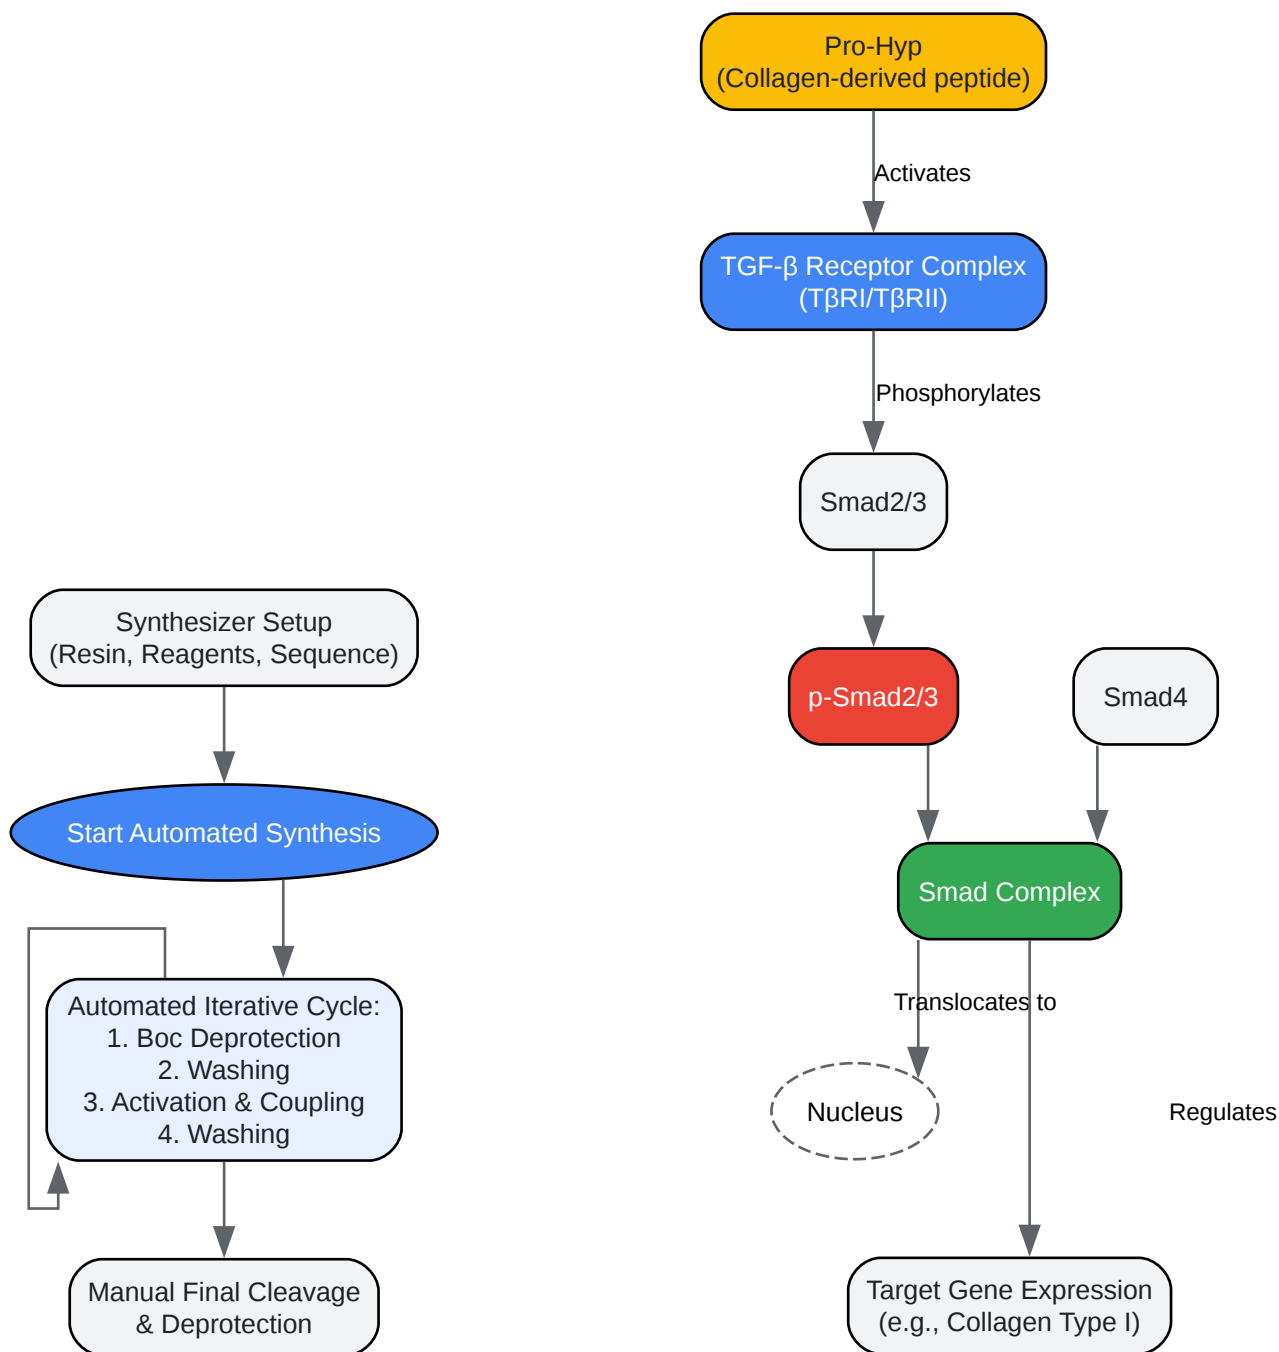 Pro-Hyp
(Collagen-derived peptide)
Activates
TGF-β Receptor Complex
(TβRI/TβRII)
Phosphorylates
Smad2/3
p-Smad2/3
Smad4
Smad Complex
Translocates to
Nucleus
Regulates
Target Gene Expression
(e.g., Collagen Type I)
Synthesizer Setup
(Resin, Reagents, Sequence)
Start Automated Synthesis
Automated Iterative Cycle:
1. Boc Deprotection
2. Washing
3. Activation & Coupling
4. Washing
Manual Final Cleavage
& Deprotection